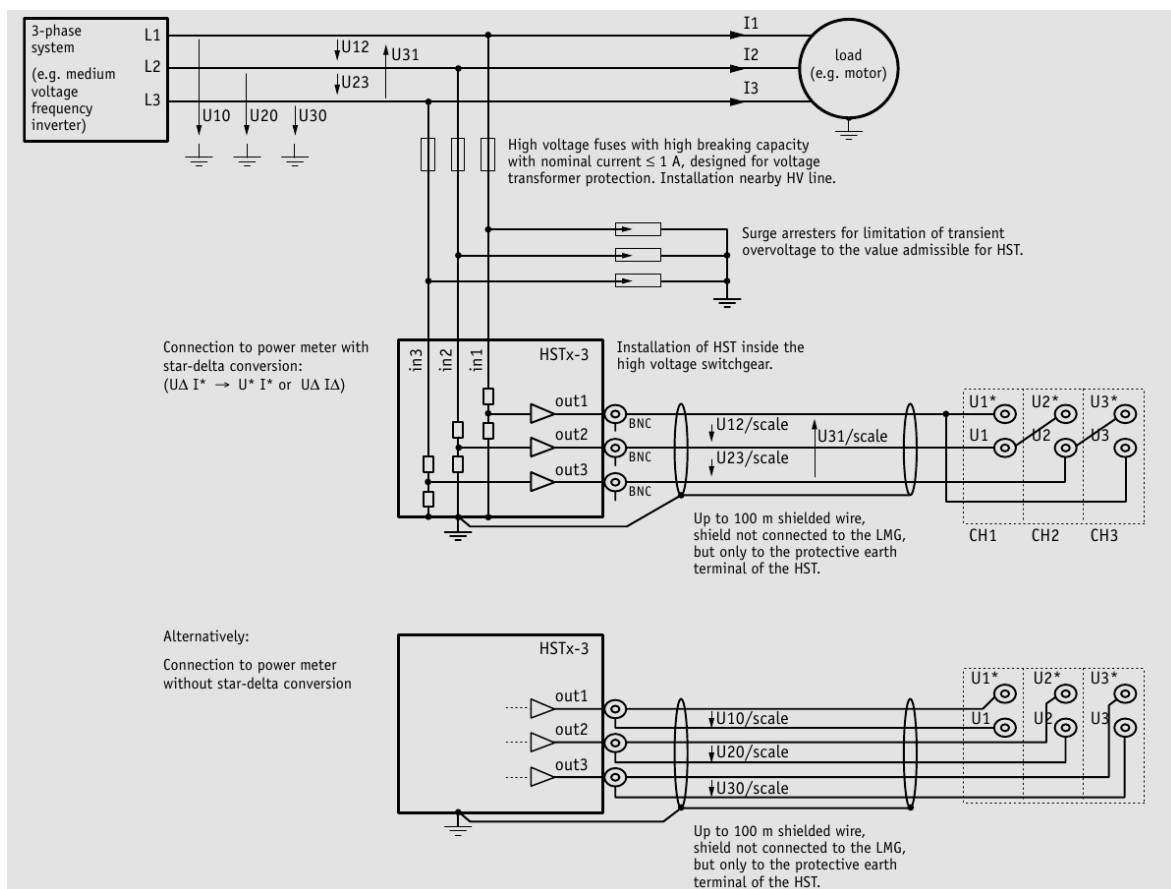 3-phase
system
(e.g. medium
voltage
frequency
inverter)
L1
L2
L3
U12
U31
U23
U10
U20
U30
I1
I2
I3
load
(e.g. motor)
High voltage fuses with high breaking capacity
with nominal current ≤ 1 A, designed for voltage
transformer protection. Installation nearby HV line.
Surge arresters for limitation of transient
overvoltage to the value admissible for HST.
Connection to power meter with
star-delta conversion:
(UΔ I* → U* I* or UΔ IΔ)
in3
in2
in1
HSTx-3
Installation of HST inside the
high voltage switchgear.
out1
out2
out3
BNC
BNC
BNC
U12/scale
U31/scale
U23/scale
U1*
U2*
U3*
U1
U2
U3
CH1
CH2
CH3
Up to 100 m shielded wire,
shield not connected to the LMG,
but only to the protective earth
terminal of the HST.
Alternatively:
Connection to power meter
without star-delta conversion
HSTx-3
out1
out2
out3
U10/scale
U20/scale
U30/scale
U1*
U2*
U3*
U1
U2
U3
Up to 100 m shielded wire,
shield not connected to the LMG,
but only to the protective earth
terminal of the HST.